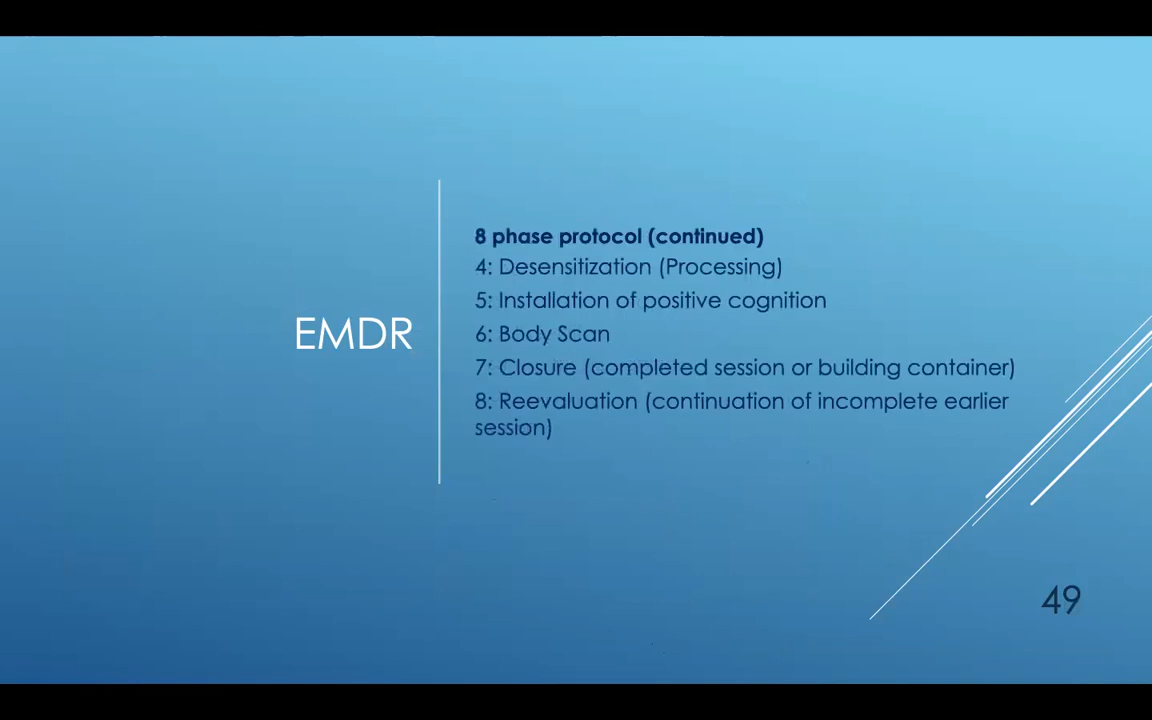 EMDR
8 phase protocol (continued)
4: Desensitization (Processing)
5: Installation of positive cognition
6: Body Scan
7: Closure (completed session or building container)
8: Reevaluation (continuation of incomplete earlier
session)
49